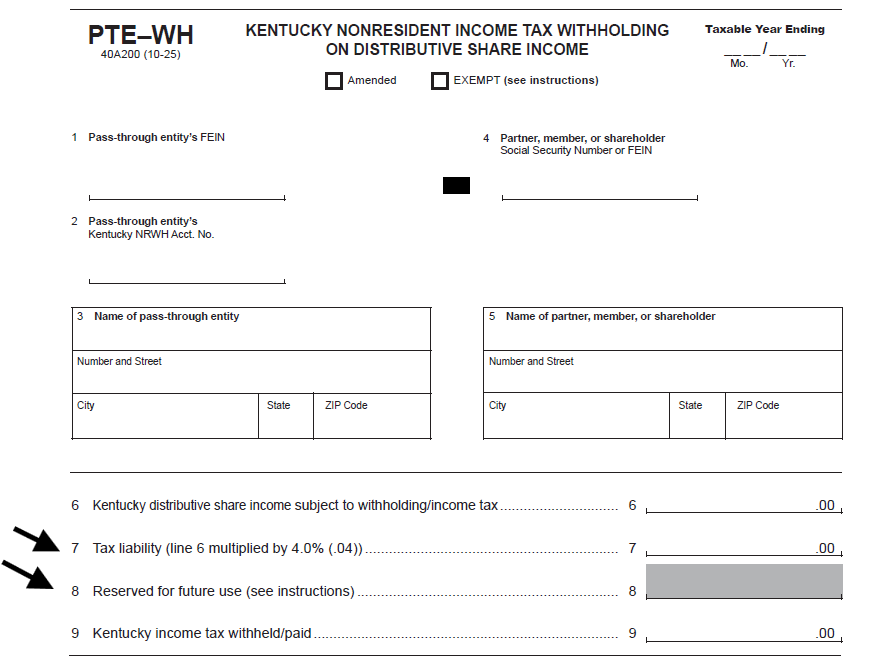 PTE–WH
40A200 (10-25)
KENTUCKY NONRESIDENT INCOME TAX WITHHOLDING
ON DISTRIBUTIVE SHARE INCOME
Amended
EXEMPT (see instructions)
Taxable Year Ending
__ __ / __ __
Mo. Yr.
1 Pass-through entity's FEIN
4 Partner, member, or shareholder
Social Security Number or FEIN
2 Pass-through entity's
Kentucky NRWH Acct. No.
3 Name of pass-through entity
Number and Street
City State ZIP Code
5 Name of partner, member, or shareholder
Number and Street
City State ZIP Code
6 Kentucky distributive share income subject to withholding/income tax 6 .00
7 Tax liability (line 6 multiplied by 4.0% (.04)) 7 .00
8 Reserved for future use (see instructions) 8
9 Kentucky income tax withheld/paid 9 .00